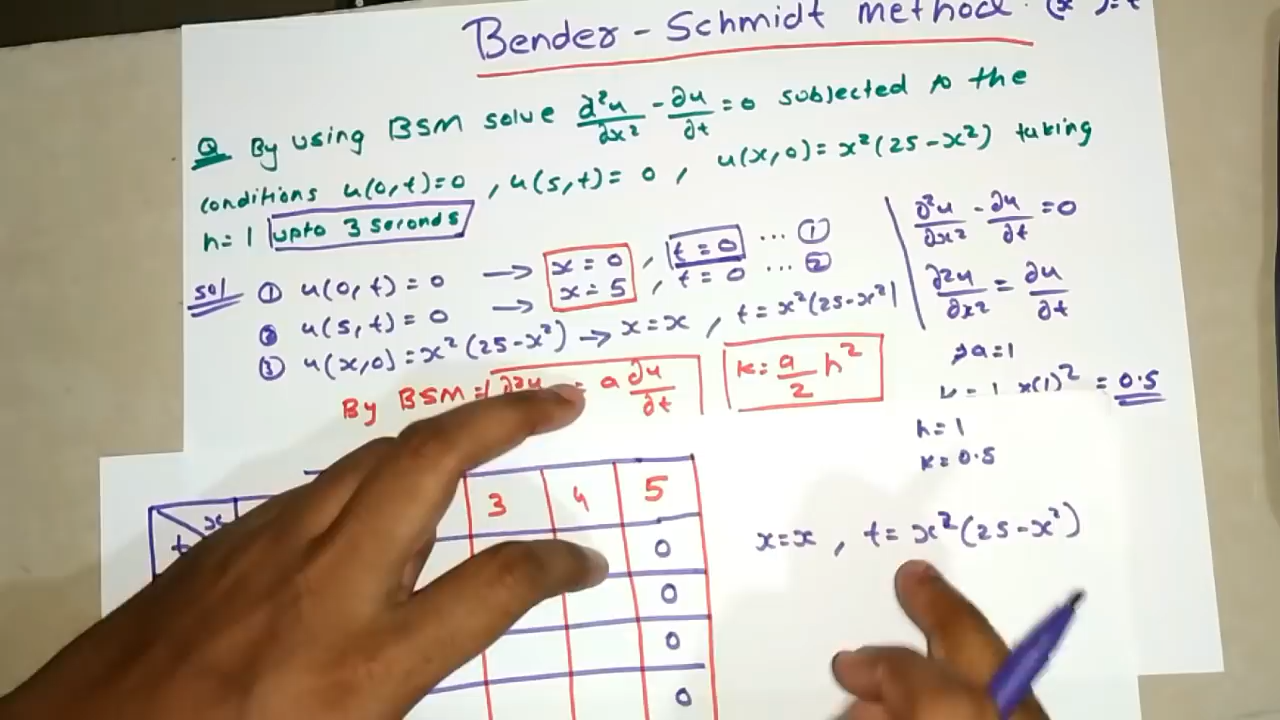 Bender - Schmidt method.
Q By using BSM solve ∂²u/∂x² - ∂u/∂t = 0 subjected to the
conditions u(0,t)=0 , u(5,t)=0 , u(x,0)=x²(25-x²) taking
h=1 upto 3 seconds
sol ① u(0,t)=0 → x=0 , t=0 ... ①
② u(5,t)=0 → x=5 , t=0 ... ②
③ u(x,0)=x²(25-x²) → x=x , t=x²(25-x²)
∂²u/∂x² - ∂u/∂t =0
∂²u/∂x² = ∂u/∂t
a=1
x(1)² = 0.5
h=1
k=0.5
By BSM = a ∂u/∂t
k= a/2 h²
x
t
3 4 5
0
0
0
0
x=x , t= x²(25-x²)